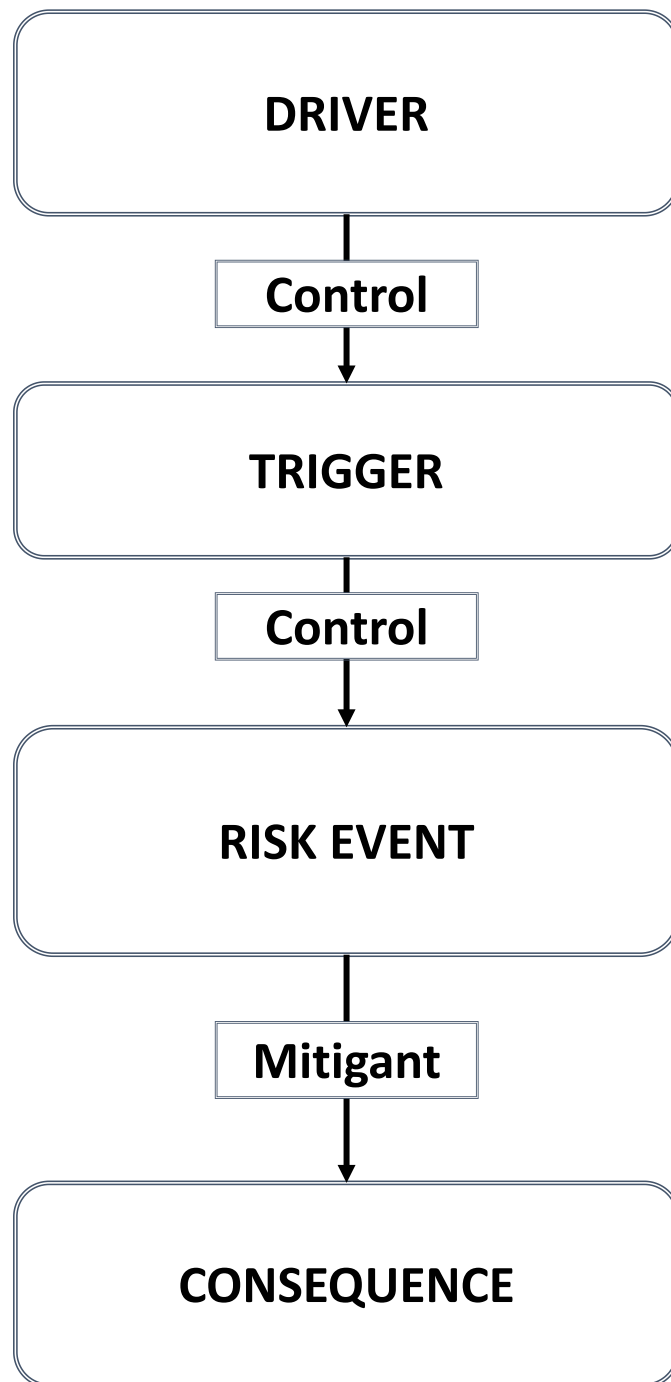 DRIVER
Control
TRIGGER
Control
RISK EVENT
Mitigant
CONSEQUENCE